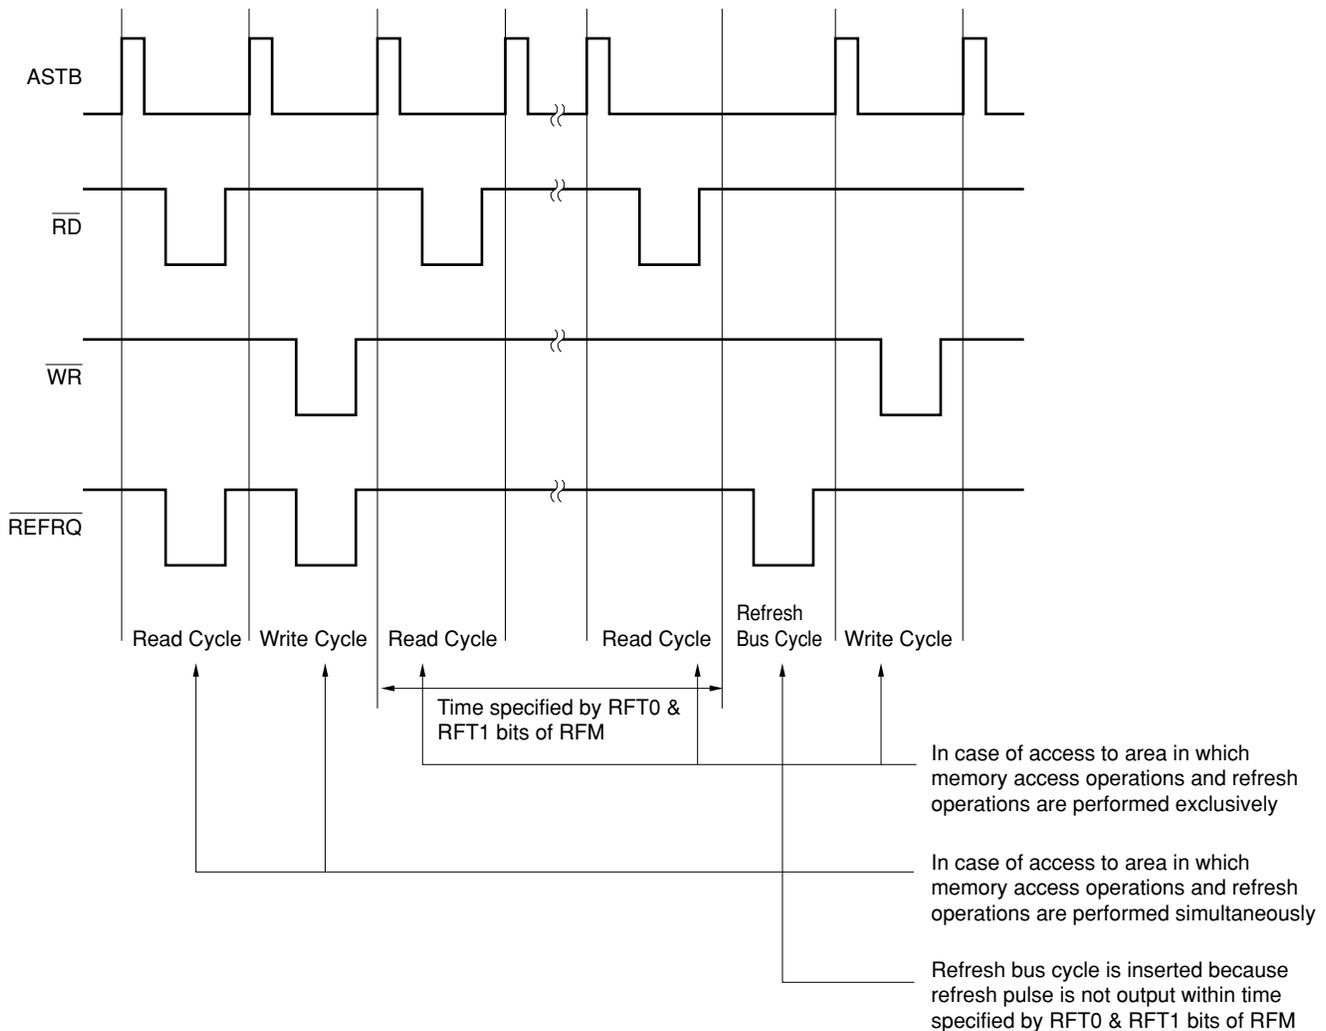 ASTB
RD
WR
REFRQ
Read Cycle
Write Cycle
Read Cycle
Read Cycle
Refresh
Bus Cycle
Write Cycle
Time specified by RFT0 &
RFT1 bits of RFM
In case of access to area in which
memory access operations and refresh
operations are performed exclusively
In case of access to area in which
memory access operations and refresh
operations are performed simultaneously
Refresh bus cycle is inserted because
refresh pulse is not output within time
specified by RFT0 & RFT1 bits of RFM